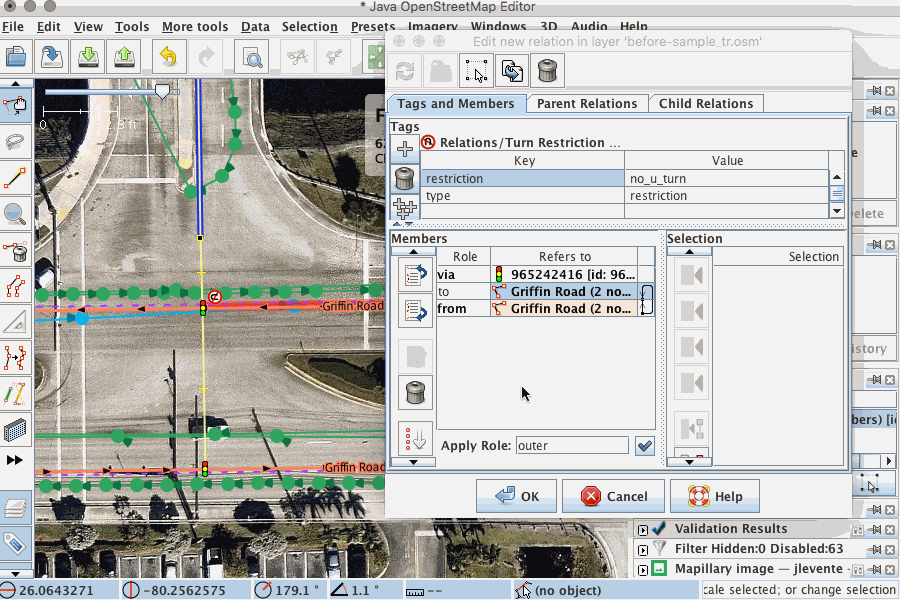 * Java OpenStreetMap Editor
File Edit View Tools More tools Data Selection Presets Imagery Windows 3D Audio Help
Edit new relation in layer 'before-sample_tr.osm'
Tags and Members Parent Relations Child Relations
Tags
Relations/Turn Restriction ...
Key Value
restriction no_u_turn
type restriction
Members Selection
Role Refers to Selection
via 965242416 [id: 96...
to Griffin Road (2 no...
from Griffin Road (2 no...
Apply Role: outer
OK Cancel Help
0
Griffin Road
Griffin Road
elete
istory
bers) [i
Validation Results
Filter Hidden:0 Disabled:63
Mapillary image — jlevente -
26.0643271 -80.2562575 179.1 ° 1.1 ° -- (no object) cale selected; or change selection